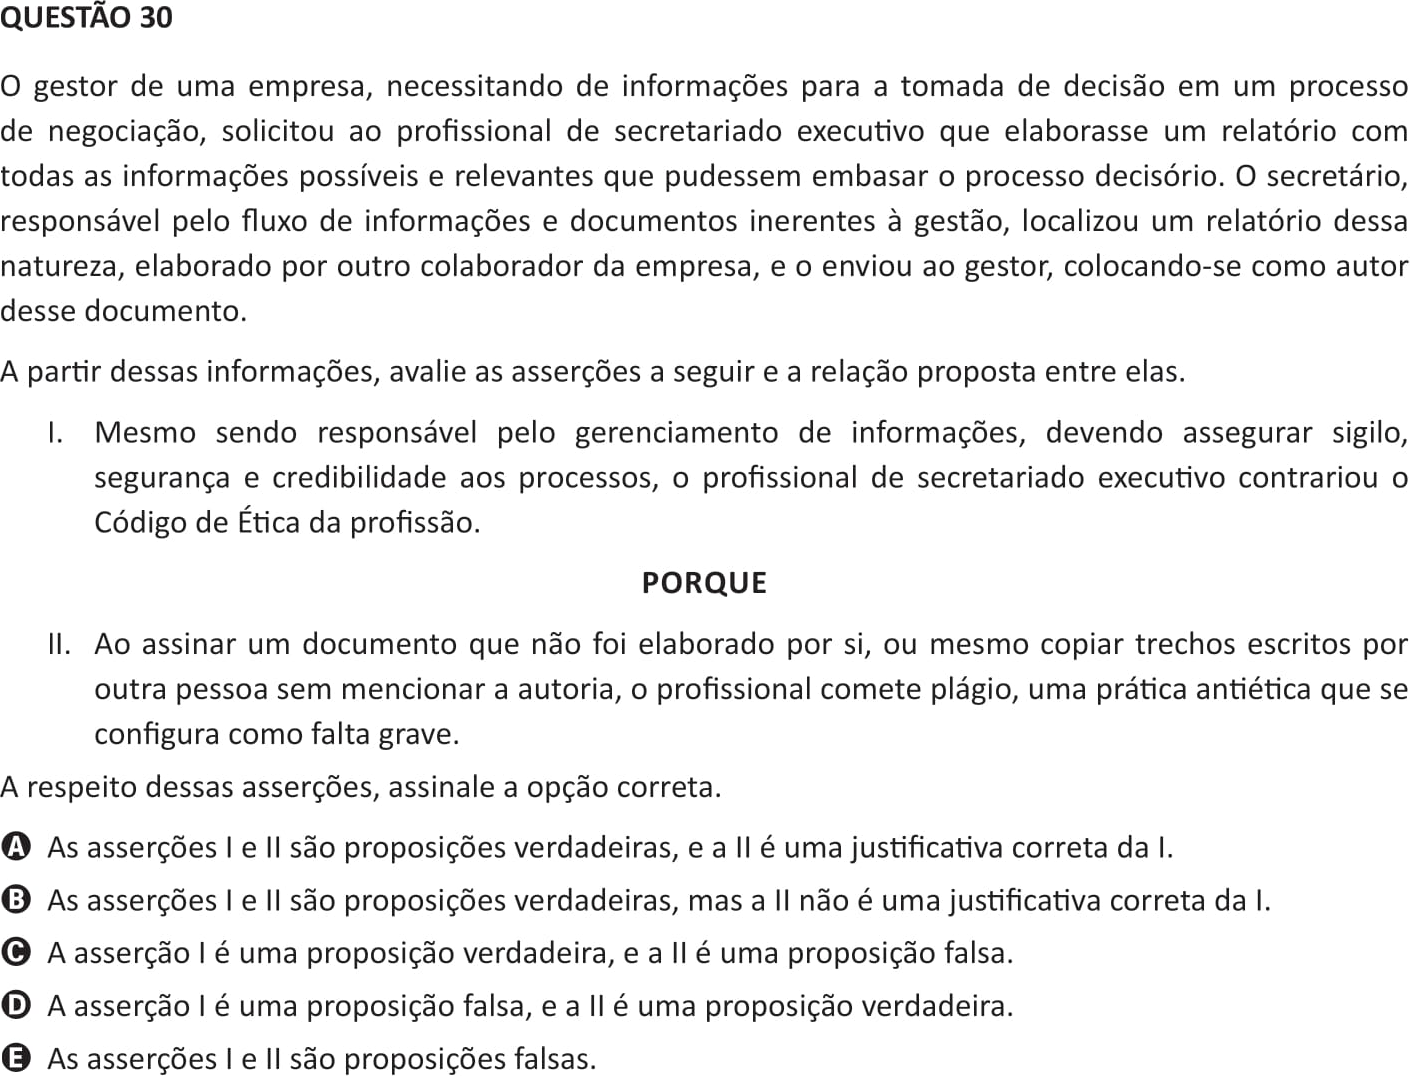 QUESTÃO 30
O gestor de uma empresa, necessitando de informações para a tomada de decisão em um processo
de negociação, solicitou ao profissional de secretariado executivo que elaborasse um relatório com
todas as informações possíveis e relevantes que pudessem embasar o processo decisório. O secretário,
responsável pelo fluxo de informações e documentos inerentes à gestão, localizou um relatório dessa
natureza, elaborado por outro colaborador da empresa, e o enviou ao gestor, colocando-se como autor
desse documento.
A partir dessas informações, avalie as asserções a seguir e a relação proposta entre elas.
I. Mesmo sendo responsável pelo gerenciamento de informações, devendo assegurar sigilo,
segurança e credibilidade aos processos, o profissional de secretariado executivo contrariou o
Código de Ética da profissão.
PORQUE
II. Ao assinar um documento que não foi elaborado por si, ou mesmo copiar trechos escritos por
outra pessoa sem mencionar a autoria, o profissional comete plágio, uma prática antiética que se
configura como falta grave.
A respeito dessas asserções, assinale a opção correta.
A As asserções I e II são proposições verdadeiras, e a II é uma justificativa correta da I.
B As asserções I e II são proposições verdadeiras, mas a II não é uma justificativa correta da I.
C A asserção I é uma proposição verdadeira, e a II é uma proposição falsa.
D A asserção I é uma proposição falsa, e a II é uma proposição verdadeira.
E As asserções I e II são proposições falsas.